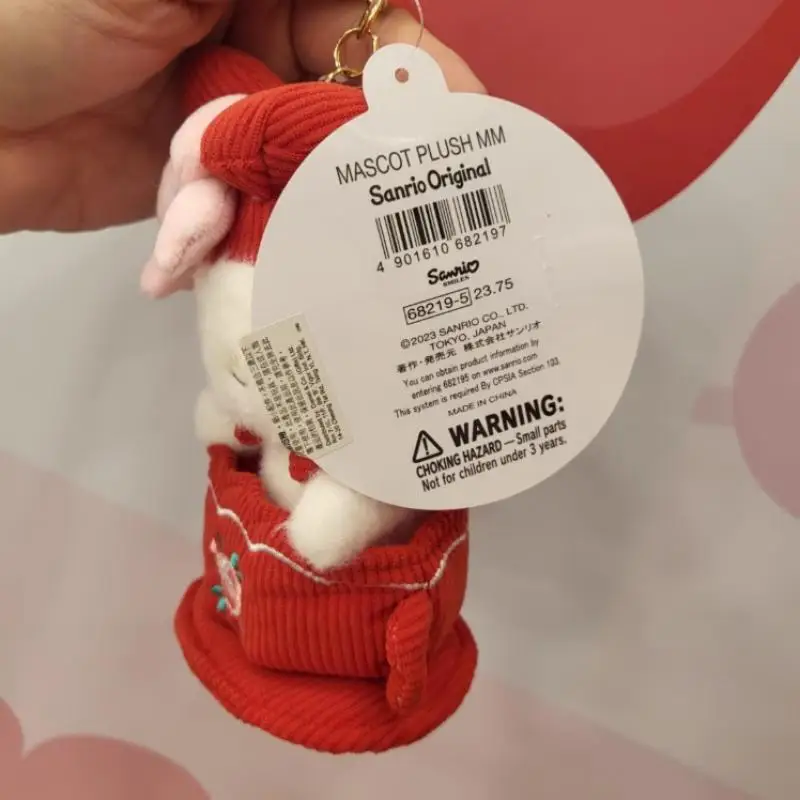 MASCOT PLUSH MM
Sanrio Original
4 901610 682197
Sanrio
SMILES
68219-5 23.75
©2023 SANRIO CO., LTD.
TOKYO, JAPAN
著作・発売元 株式会社サンリオ
You can obtain product information by
entering 682195 on www.sanrio.com
This system is required By CPSIA Section 103.
MADE IN CHINA
WARNING:
CHOKING HAZARD — Small parts
Not for children under 3 years.